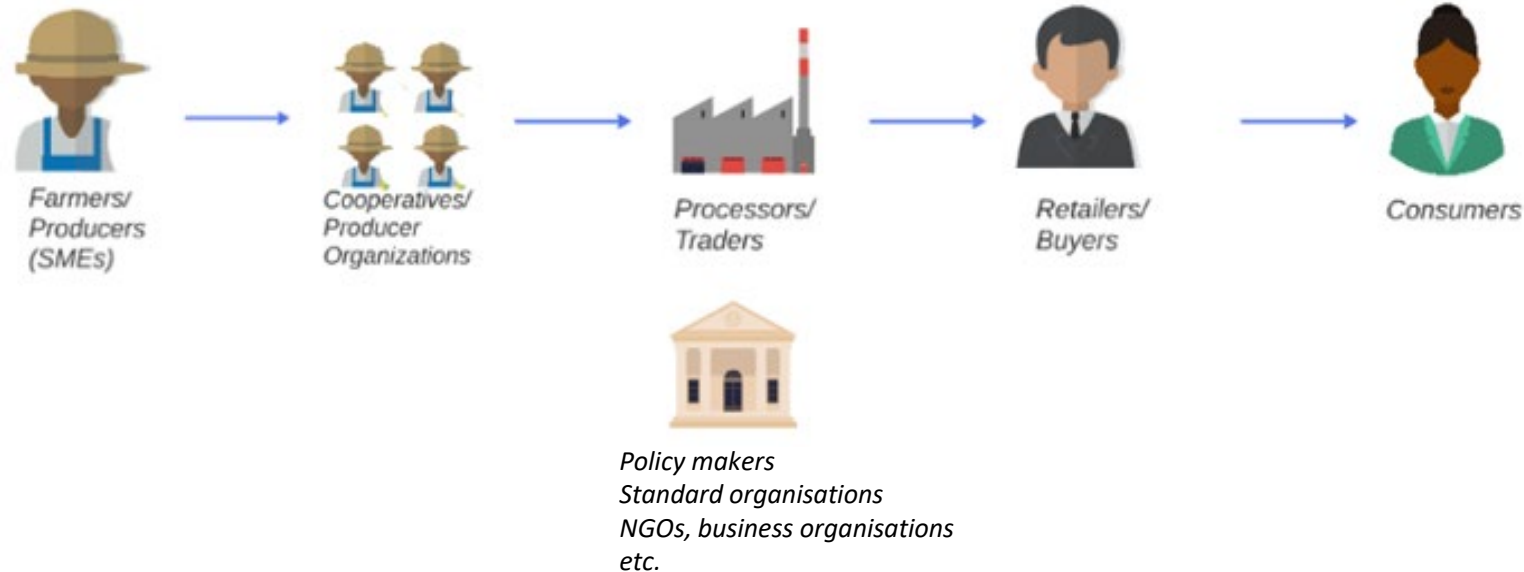 Farmers/
Producers
(SMEs)
Cooperatives/
Producer
Organizations
Processors/
Traders
Retailers/
Buyers
Consumers
Policy makers
Standard organisations
NGOs, business organisations
etc.